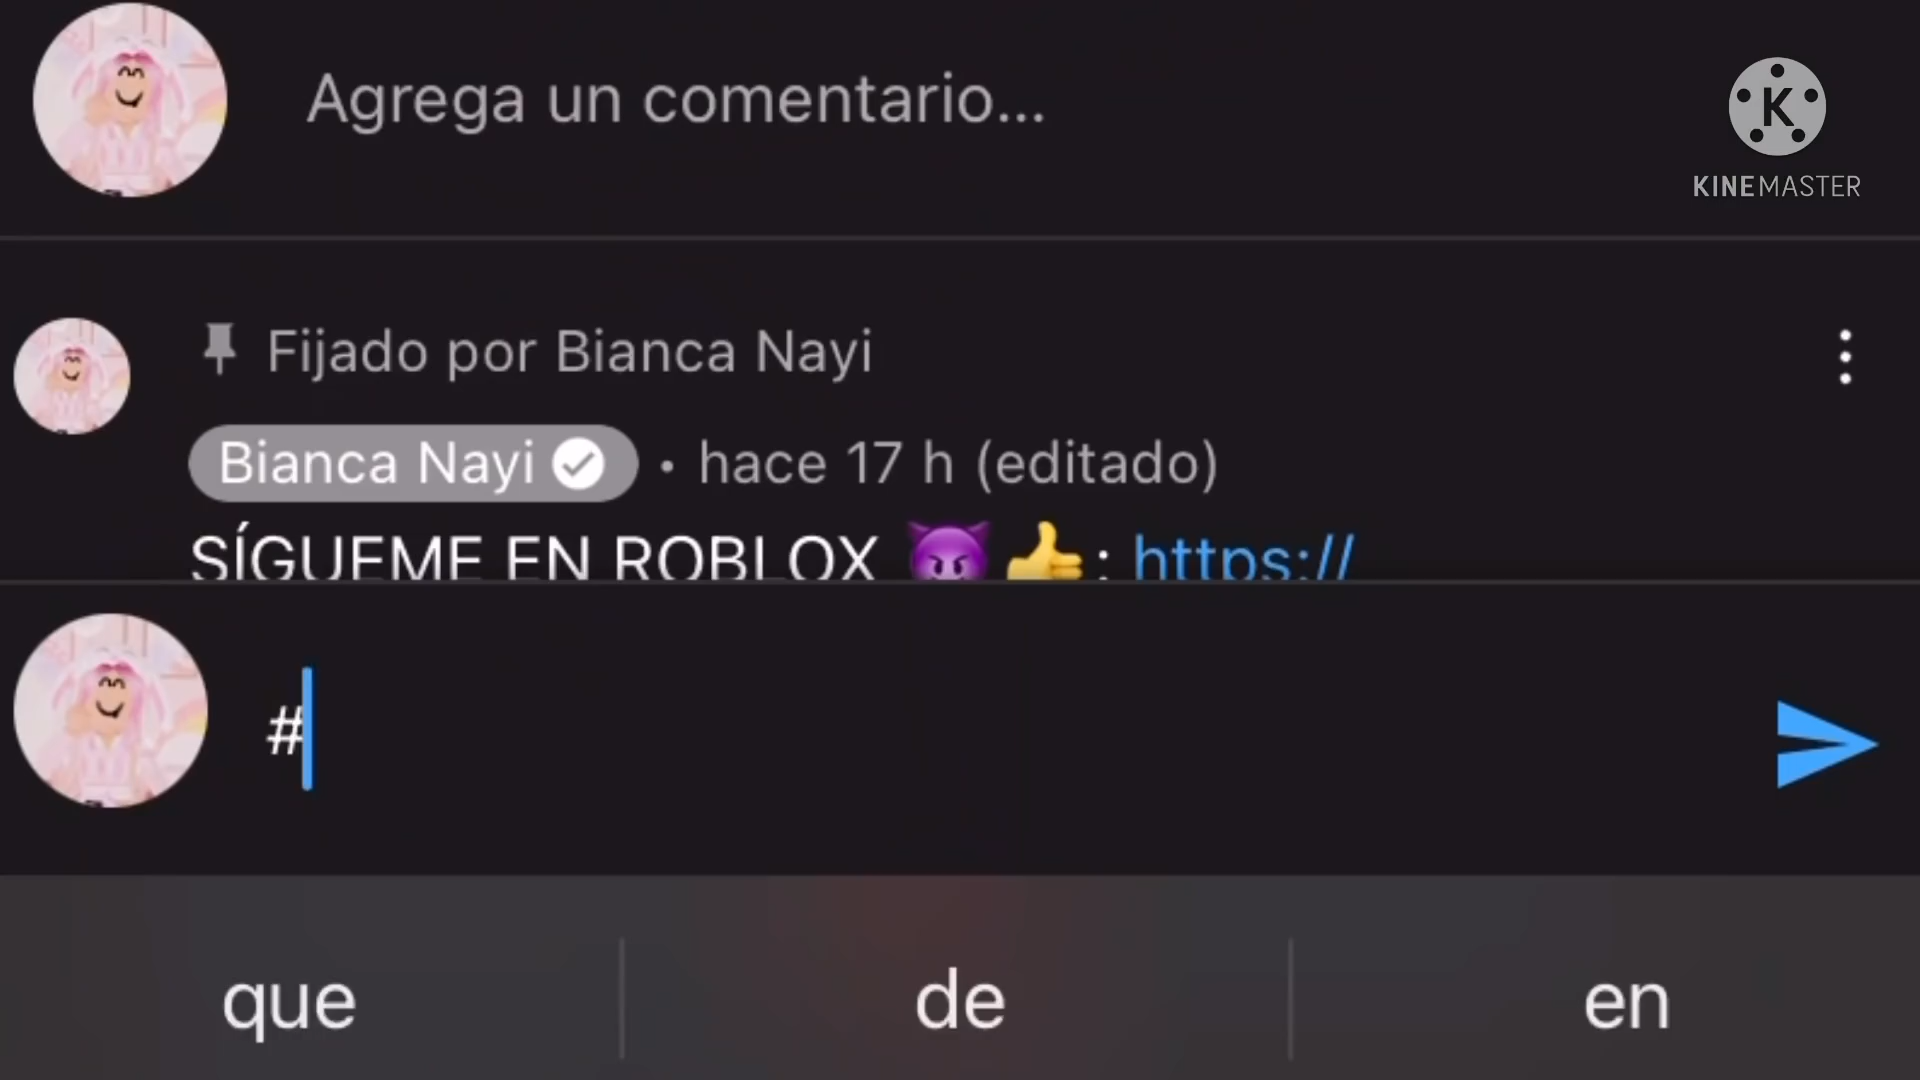 Agrega un comentario...
K
KINEMASTER
Fijado por Bianca Nayi
Bianca Nayi • hace 17 h (editado)
SÍGUEME EN ROBLOX 😈👍: https://
#
que de en